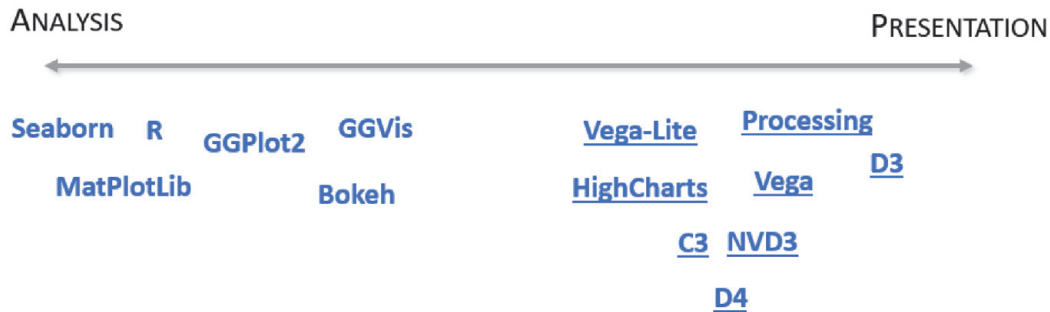 ANALYSIS
PRESENTATION
Seaborn R GGPlot2 GGVis Vega-Lite Processing
D3
MatPlotLib Bokeh HighCharts Vega
C3 NVD3
D4